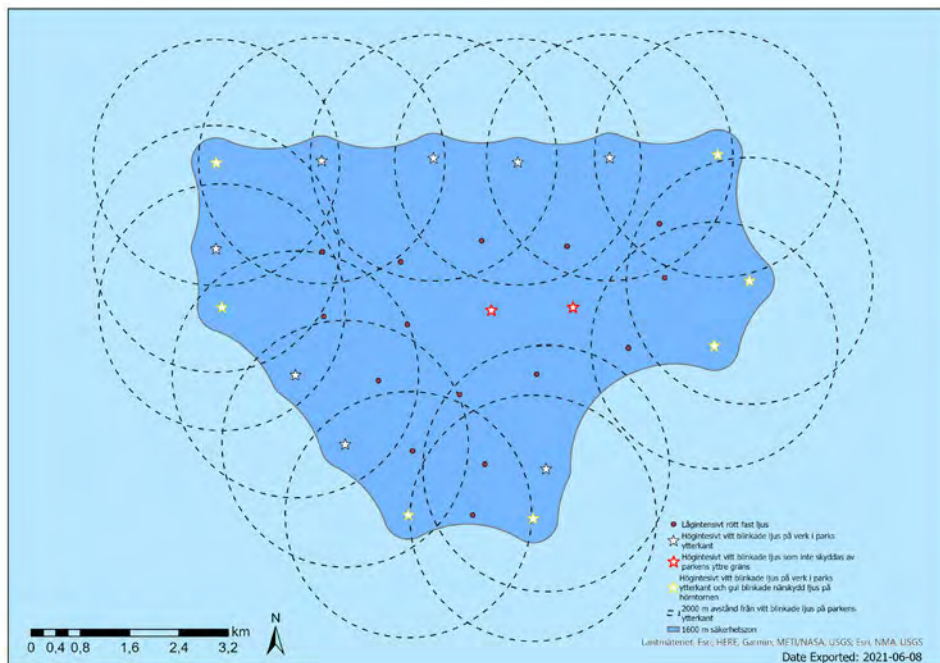 Lågintensivt rött fast ljus
Högintesivt vitt blinkade ljus på verk i parks
ytterkant
Högintesivt vitt blinkade ljus som inte skyddas av
parkens yttre gräns
Högintesivt vitt blinkade ljus på verk i parks
ytterkant och gul blinkade närskydd ljus på
hörntornen
2000 m avstånd från vitt blinkade ljus på parkens
ytterkant
1600 m säkerhetszon
N
km
0 0,4 0,8 1,6 2,4 3,2
Lantmäteriet, Esri, HERE, Garmin, METI/NASA, USGS; Esri, NMA, USGS
Date Exported: 2021-06-08